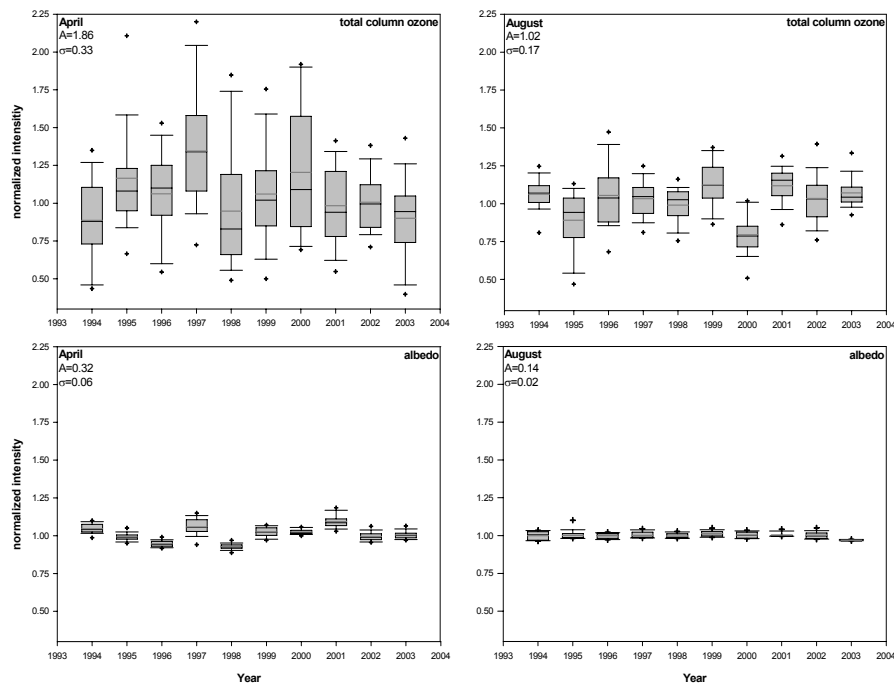 April
total column ozone
A=1.86
σ=0.33
2.25
2.00
1.75
1.50
1.25
1.00
0.75
0.50
normalized intensitiy
1993 1994 1995 1996 1997 1998 1999 2000 2001 2002 2003 2004
August
total column ozone
A=1.02
σ=0.17
2.25
2.00
1.75
1.50
1.25
1.00
0.75
0.50
1993 1994 1995 1996 1997 1998 1999 2000 2001 2002 2003 2004
April
albedo
A=0.32
σ=0.06
2.25
2.00
1.75
1.50
1.25
1.00
0.75
0.50
normalized intensity
1993 1994 1995 1996 1997 1998 1999 2000 2001 2002 2003 2004
Year
August
albedo
A=0.14
σ=0.02
2.25
2.00
1.75
1.50
1.25
1.00
0.75
0.50
1993 1994 1995 1996 1997 1998 1999 2000 2001 2002 2003 2004
Year